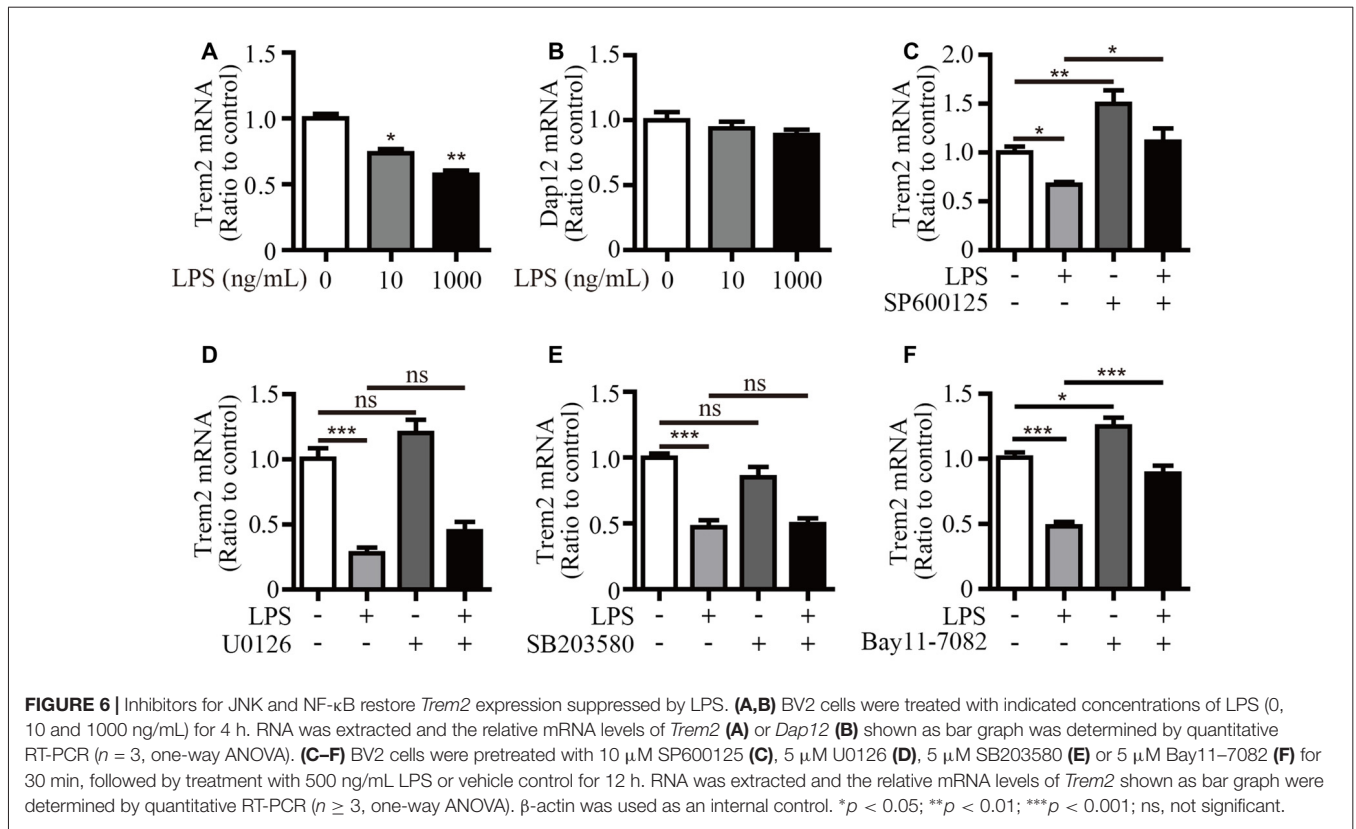 A
1.5
1.0
0.5
0
Trem2 mRNA
(Ratio to control)
*
**
LPS (ng/mL) 0 10 1000
B
1.5
1.0
0.5
0
Dap12 mRNA
(Ratio to control)
LPS (ng/mL) 0 10 1000
C
2.0
1.5
1.0
0.5
0
Trem2 mRNA
(Ratio to control)
*
**
*
LPS - + - +
SP600125 - - + +
D
1.5
1.0
0.5
0
Trem2 mRNA
(Ratio to control)
ns
ns
***
LPS - + - +
U0126 - - + +
E
1.5
1.0
0.5
0
Trem2 mRNA
(Ratio to control)
ns
ns
***
LPS - + - +
SB203580 - - + +
F
1.5
1.0
0.5
0
Trem2 mRNA
(Ratio to control)
***
*
***
LPS - + - +
Bay11-7082 - - + +
FIGURE 6 | Inhibitors for JNK and NF-κB restore Trem2 expression suppressed by LPS. (A,B) BV2 cells were treated with indicated concentrations of LPS (0,
10 and 1000 ng/mL) for 4 h. RNA was extracted and the relative mRNA levels of Trem2 (A) or Dap12 (B) shown as bar graph was determined by quantitative
RT-PCR (n = 3, one-way ANOVA). (C–F) BV2 cells were pretreated with 10 μM SP600125 (C), 5 μM U0126 (D), 5 μM SB203580 (E) or 5 μM Bay11–7082 (F) for
30 min, followed by treatment with 500 ng/mL LPS or vehicle control for 12 h. RNA was extracted and the relative mRNA levels of Trem2 shown as bar graph were
determined by quantitative RT-PCR (n ≥ 3, one-way ANOVA). β-actin was used as an internal control. *p < 0.05; **p < 0.01; ***p < 0.001; ns, not significant.